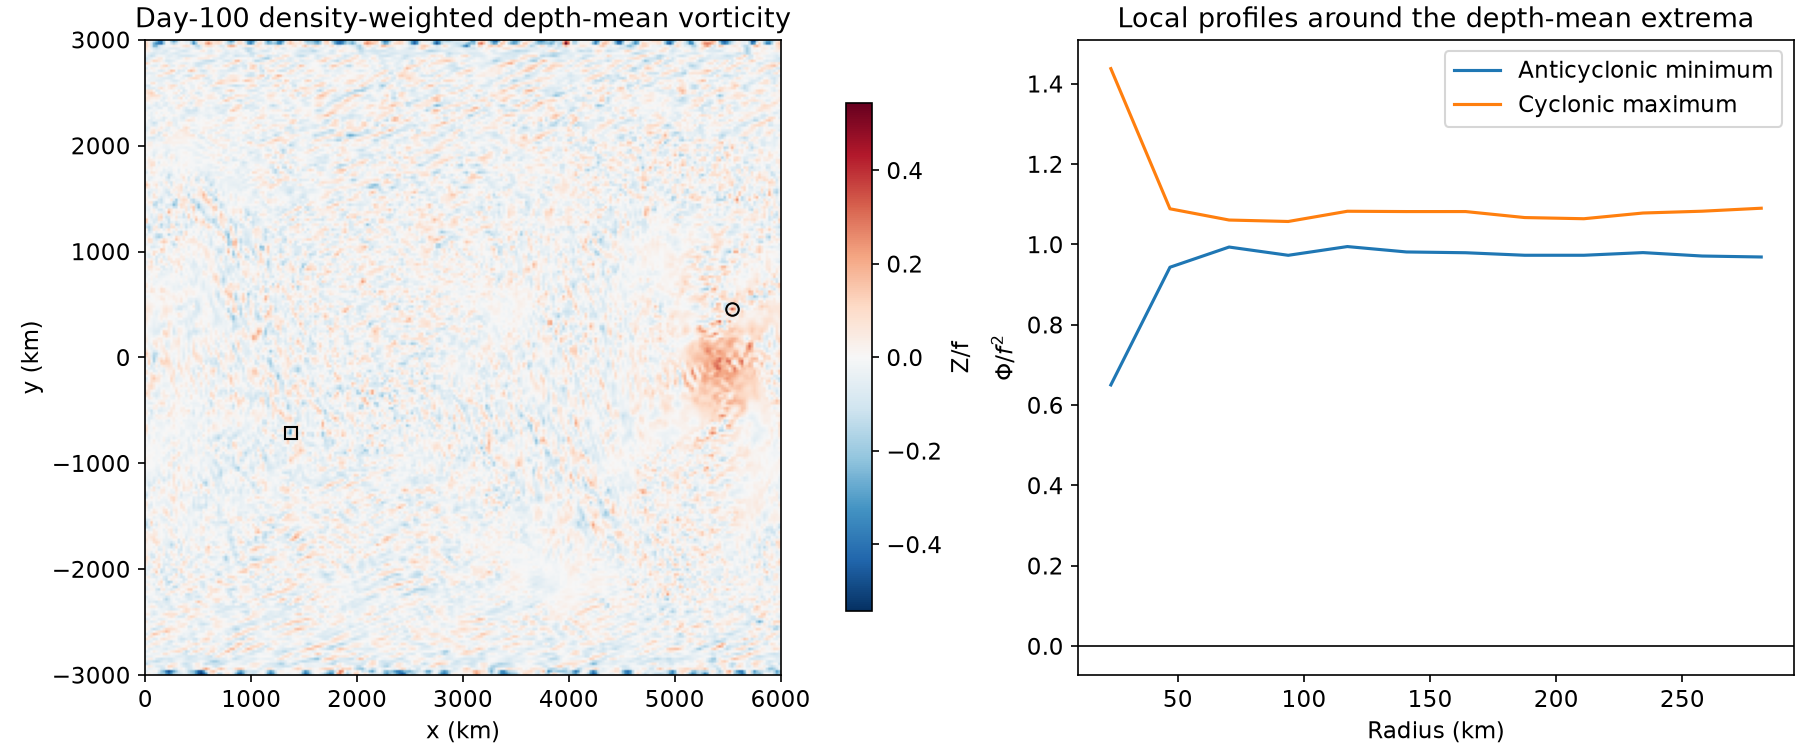 Day-100 density-weighted depth-mean vorticity
3000
2000
1000
0
−1000
−2000
−3000
y (km)
0 1000 2000 3000 4000 5000 6000
x (km)
0.4
0.2
0.0
−0.2
−0.4
Z/f
Local profiles around the depth-mean extrema
Anticyclonic minimum
Cyclonic maximum
1.4
1.2
1.0
0.8
0.6
0.4
0.2
0.0
Φ/f²
50 100 150 200 250
Radius (km)